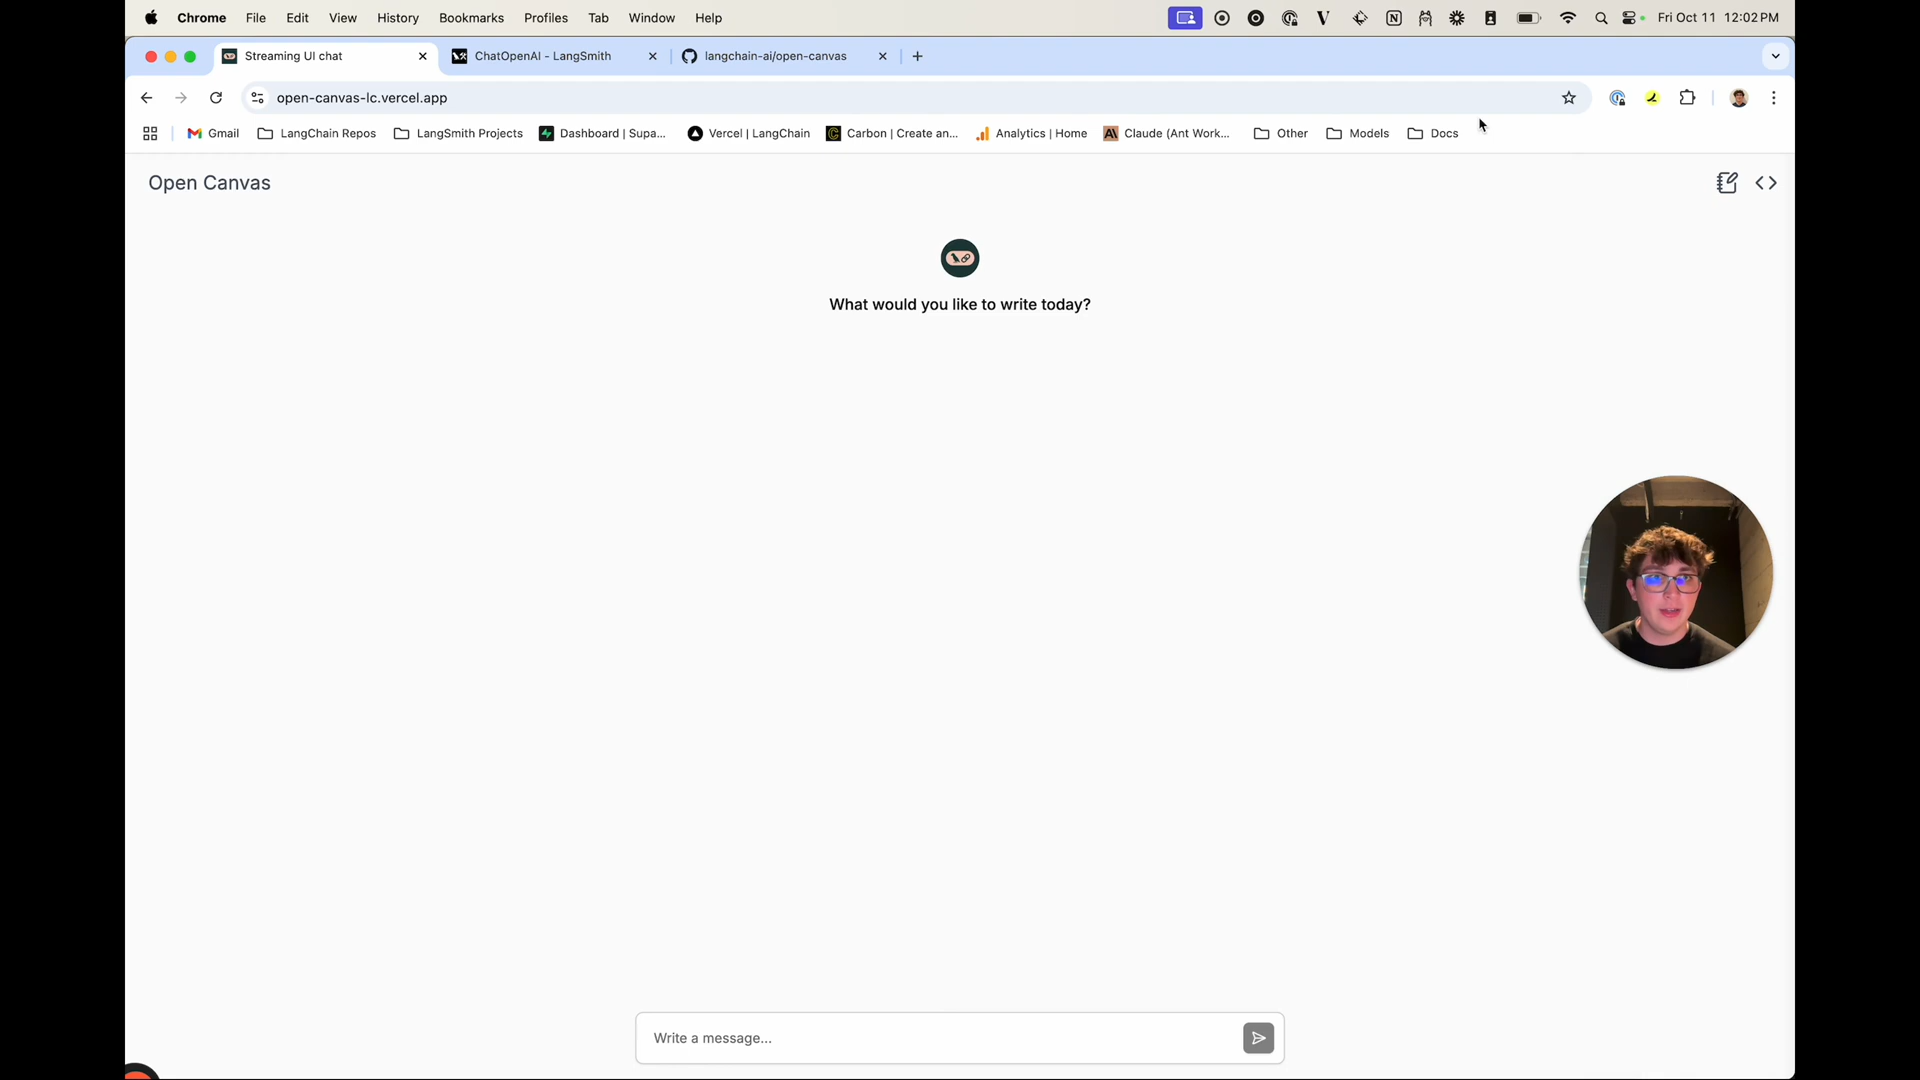 Chrome File Edit View History Bookmarks Profiles Tab Window Help Fri Oct 11 12:02 PM
Streaming UI chat ChatOpenAI - LangSmith langchain-ai/open-canvas
open-canvas-lc.vercel.app
Gmail LangChain Repos LangSmith Projects Dashboard | Supa... Vercel | LangChain Carbon | Create an... Analytics | Home Claude (Ant Work... Other Models Docs
Open Canvas
What would you like to write today?
Write a message...